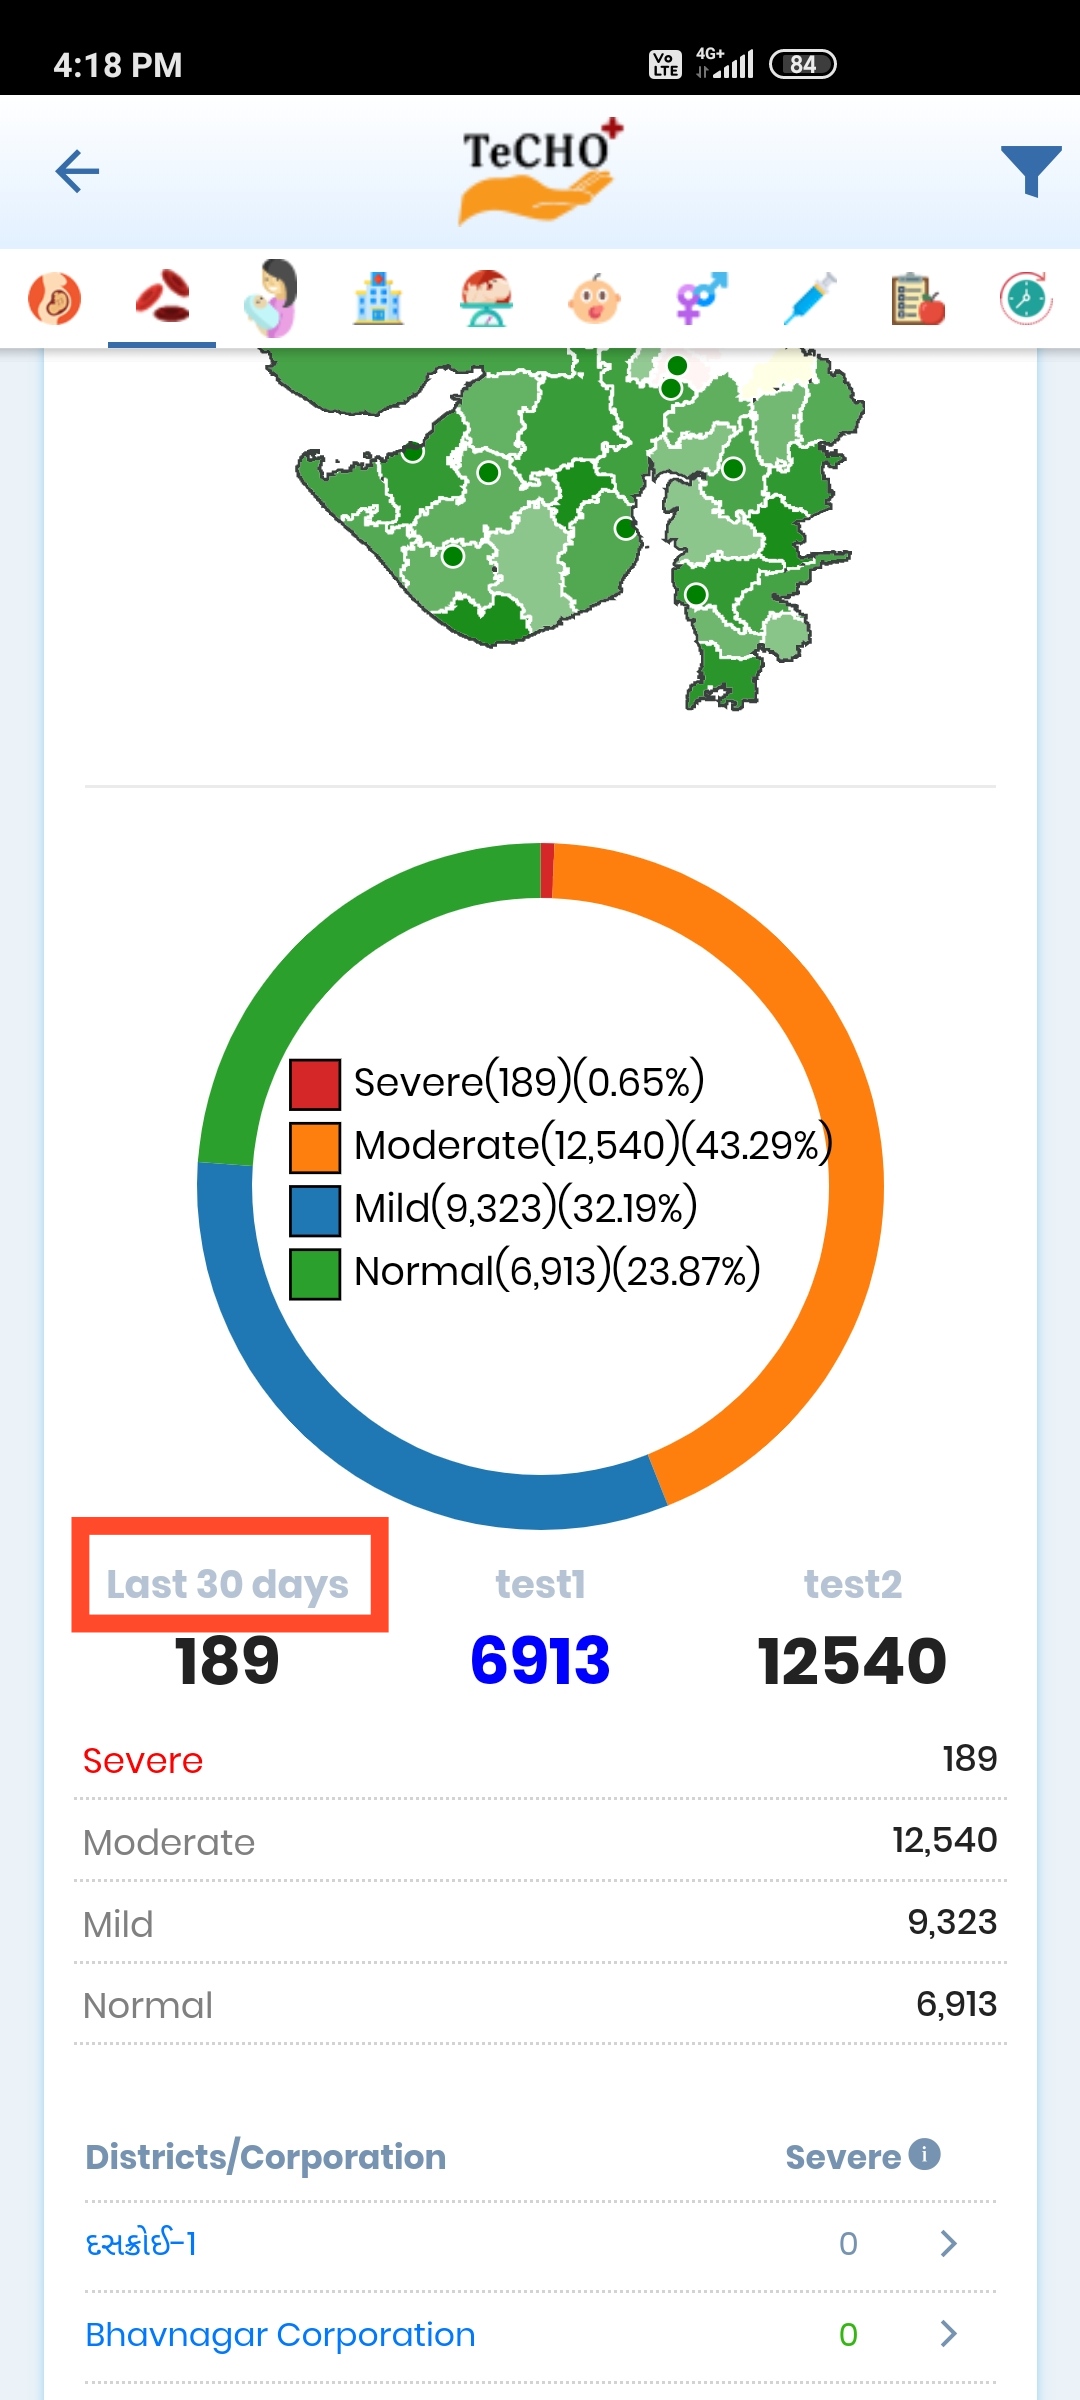 4:18 PM
Vo LTE 4G+ 84
TeCHO+
Severe(189)(0.65%)
Moderate(12,540)(43.29%)
Mild(9,323)(32.19%)
Normal(6,913)(23.87%)
Last 30 days test1 test2
189 6913 12540
Severe 189
Moderate 12,540
Mild 9,323
Normal 6,913
Districts/Corporation Severe i
દસક્રોઈ-1 0
Bhavnagar Corporation 0